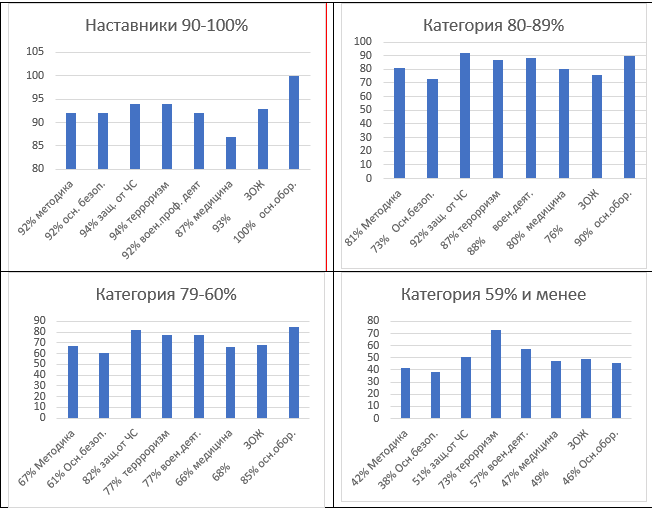 Наставники 90-100%
105
100
95
90
85
80
92% методика
92% осн.безоп.
94% защ. от ЧС
94% терроризм
92% воен.проф. деят
87% медицина
93% ЗОЖ
100% осн.обор.
Категория 80-89%
100
90
80
70
60
50
40
30
20
10
0
81% Методика
73% Осн.безоп.
92% защ. от ЧС
87% терроризм
88% воен.деят.
80% медицина
76% ЗОЖ
90% осн.обор.
Категория 79-60%
90
80
70
60
50
40
30
20
10
0
67% Методика
61% Осн.безоп.
82% защ.от ЧС
77% террроризм
77% воен.деят.
66% медицина
68% ЗОЖ
85% осн.обор.
Категория 59% и менее
80
70
60
50
40
30
20
10
0
42% Методика
38% Осн.безоп.
51% защ.от ЧС
73% терроризм
57% воен.деят.
47% медицина
49% ЗОЖ
46% Осн.обор.